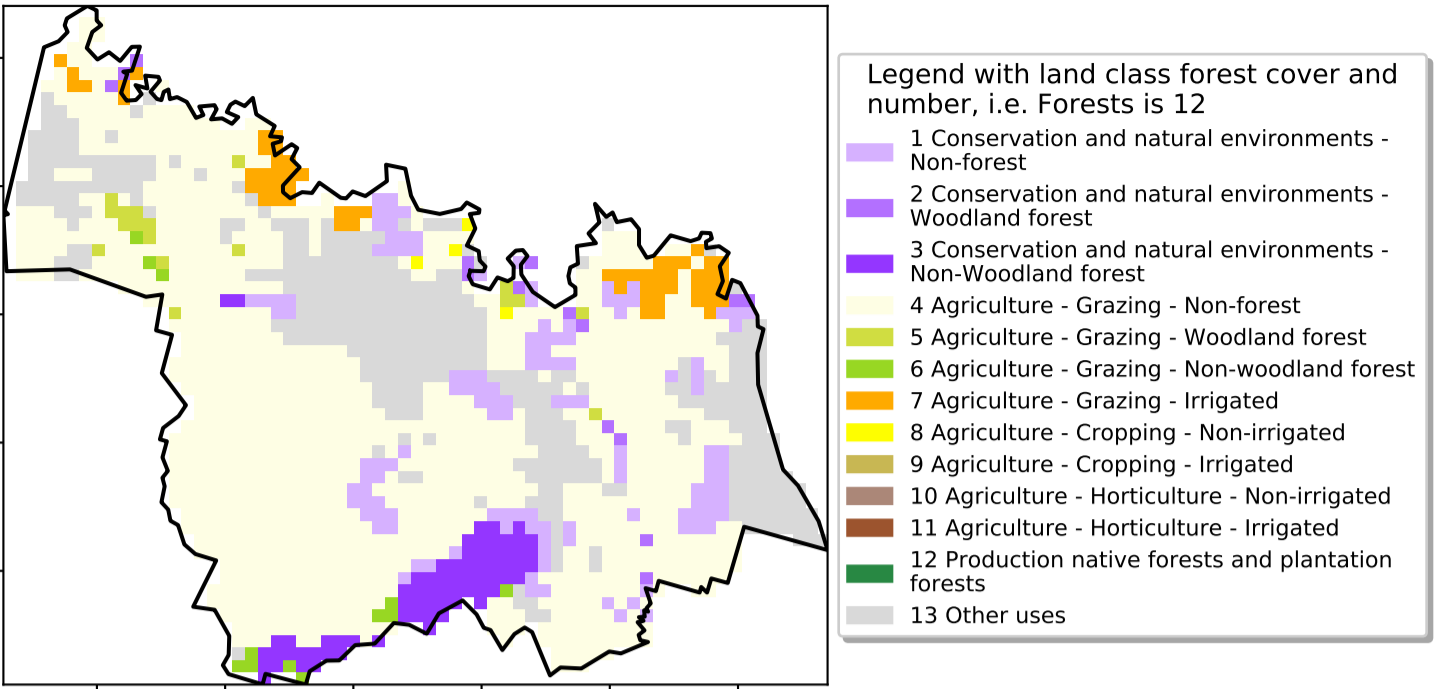 Legend with land class forest cover and
number, i.e. Forests is 12
1 Conservation and natural environments -
Non-forest
2 Conservation and natural environments -
Woodland forest
3 Conservation and natural environments -
Non-Woodland forest
4 Agriculture - Grazing - Non-forest
5 Agriculture - Grazing - Woodland forest
6 Agriculture - Grazing - Non-woodland forest
7 Agriculture - Grazing - Irrigated
8 Agriculture - Cropping - Non-irrigated
9 Agriculture - Cropping - Irrigated
10 Agriculture - Horticulture - Non-irrigated
11 Agriculture - Horticulture - Irrigated
12 Production native forests and plantation
forests
13 Other uses